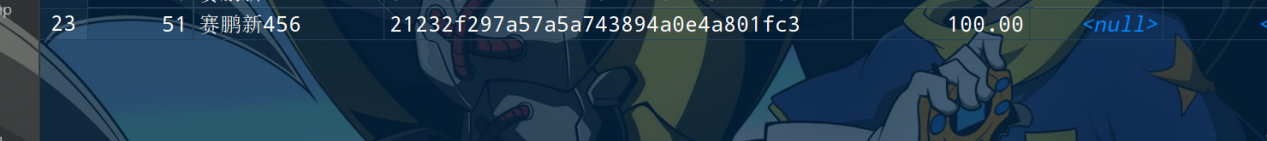 23 51 赛鹏新456 21232f297a57a5a743894a0e4a801fc3 100.00 <null>